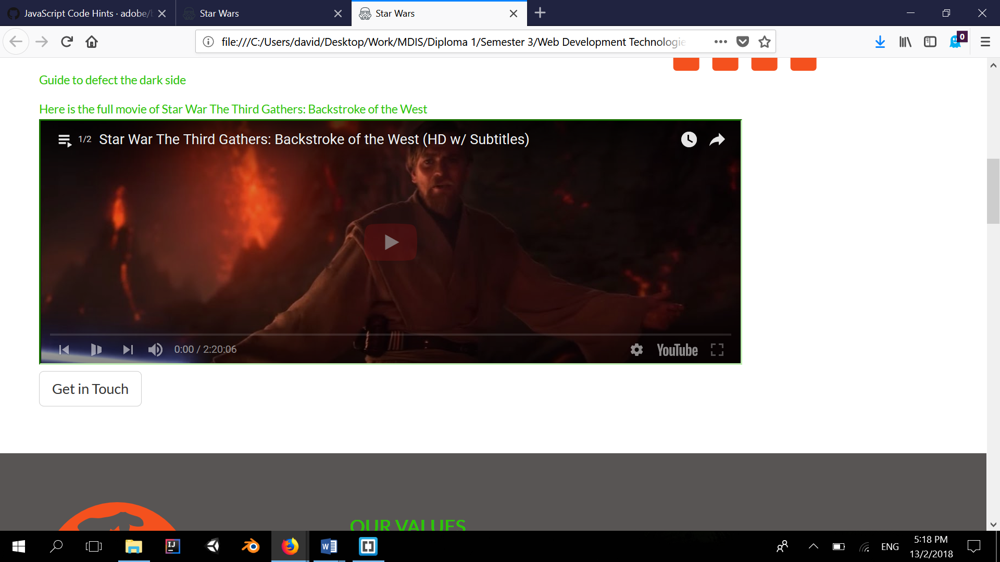 JavaScript Code Hints · adobe/
Star Wars
Star Wars
0
file:///C:/Users/david/Desktop/Work/MDIS/Diploma 1/Semester 3/Web Development Technologie
Guide to defect the dark side
Here is the full movie of Star War The Third Gathers: Backstroke of the West
1/2 Star War The Third Gathers: Backstroke of the West (HD w/ Subtitles)
0:00 / 2:20:06
YouTube
Get in Touch
OUR VALUES
IJ
W
ENG
5:18 PM
13/2/2018